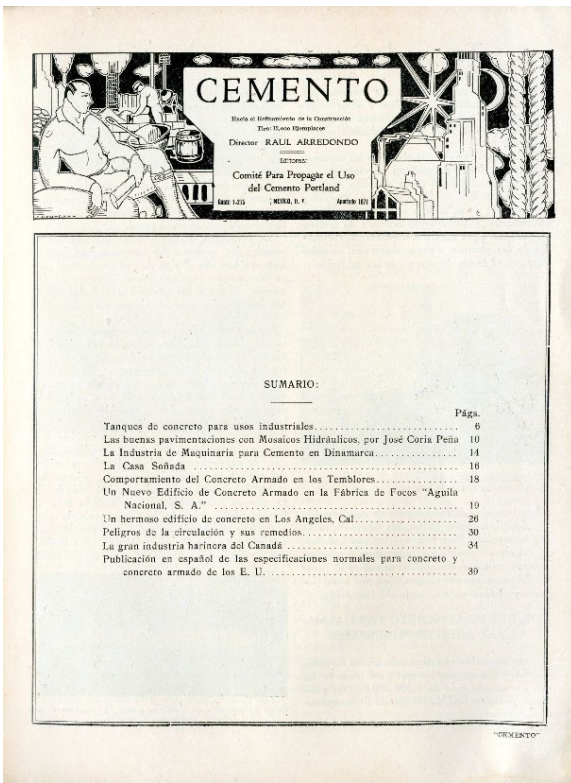 CEMENTO
Hacia el Refinamiento de la Construcción
Tiro: 12,000 Ejemplares
Director RAUL ARREDONDO
Editores:
Comité Para Propagar el Uso
del Cemento Portland
MEXICO, D. F.
SUMARIO:
Págs.
Tanques de concreto para usos industriales. 6
Las buenas pavimentaciones con Mosaicos Hidráulicos, por José Coria Peña 10
La Industria de Maquinaria para Cemento en Dinamarca. 14
La Casa Soñada 16
Comportamiento del Concreto Armado en los Temblores. 18
Un Nuevo Edificio de Concreto Armado en la Fábrica de Focos "Aguila
Nacional, S. A." 19
Un hermoso edificio de concreto en Los Angeles, Cal. 26
Peligros de la circulación y sus remedios. 30
La gran industria harinera del Canadá 34
Publicación en español de las especificaciones normales para concreto y
concreto armado de los E. U. 39
"CEMENTO"